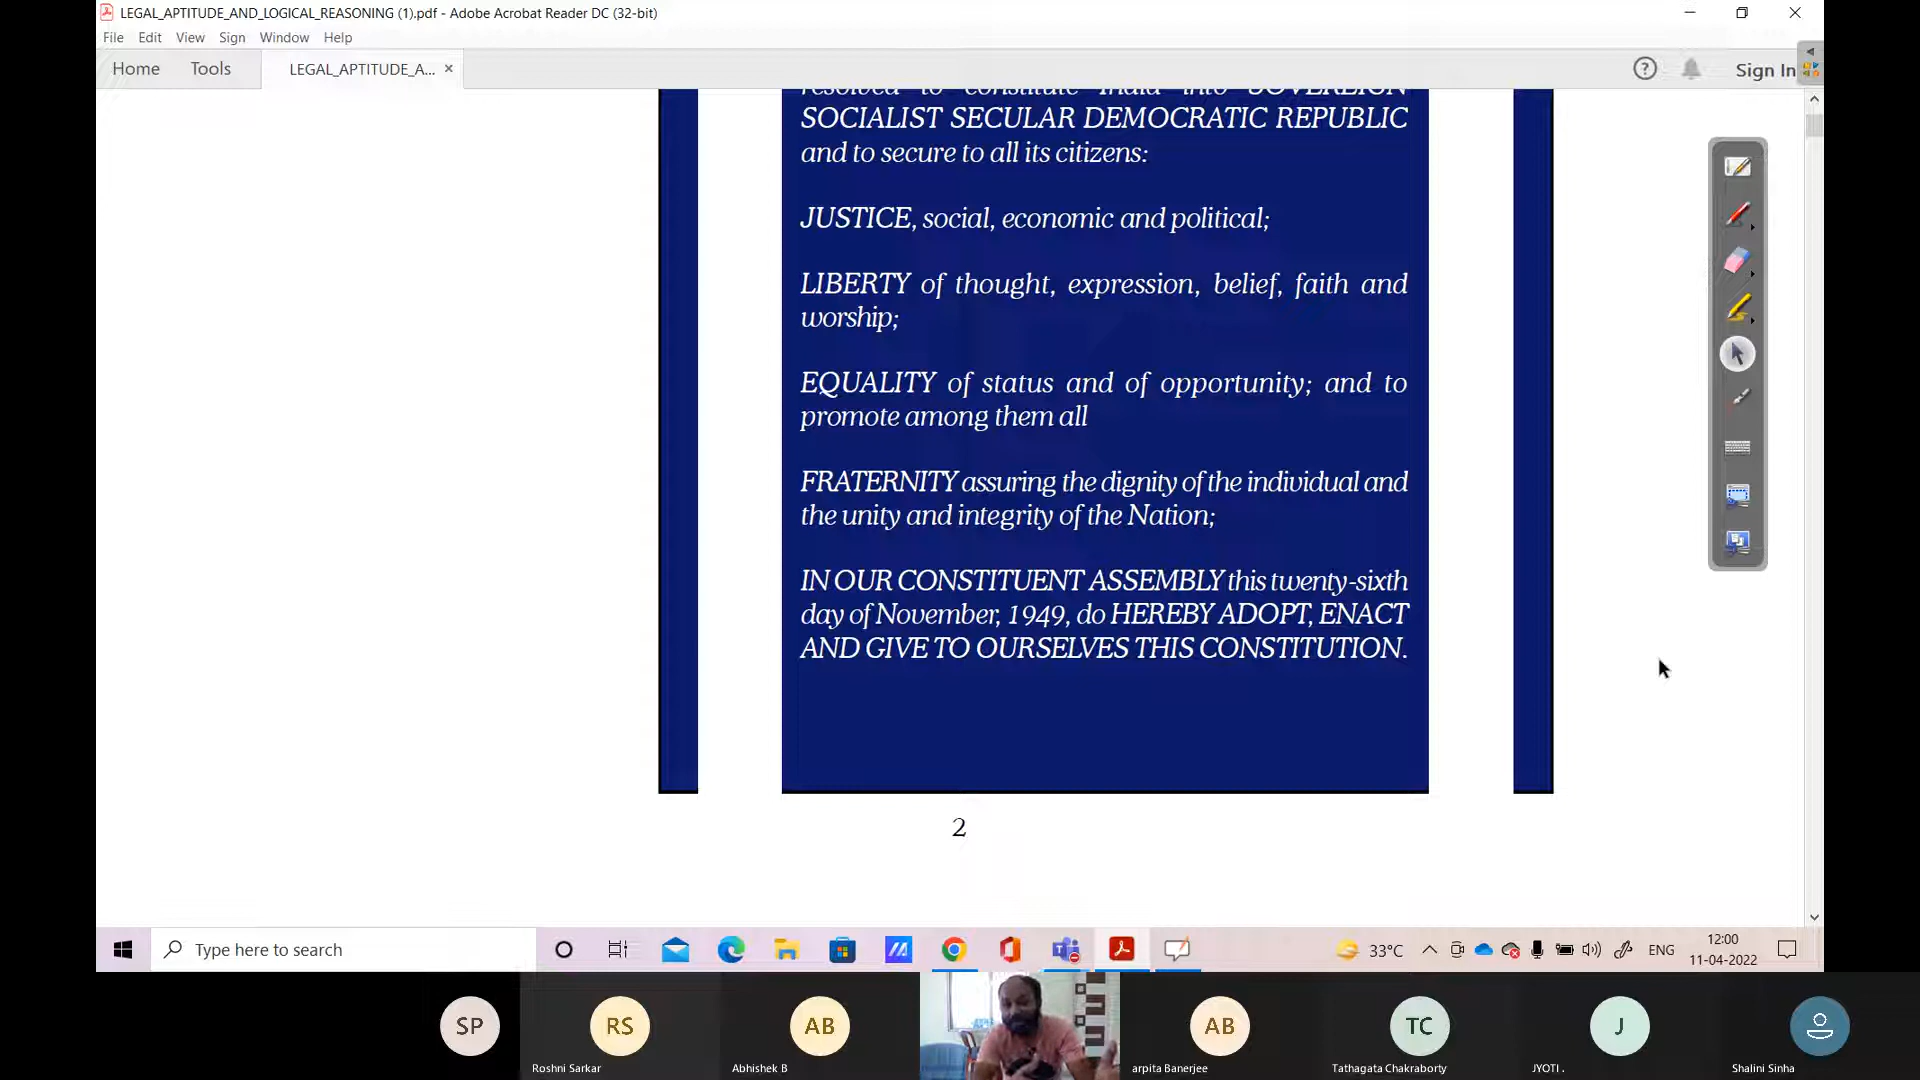 LEGAL_APTITUDE_AND_LOGICAL_REASONING (1).pdf - Adobe Acrobat Reader DC (32-bit)
File Edit View Sign Window Help
Home Tools LEGAL_APTITUDE_A... × Sign In
resolved to constitute India into SOVEREIGN
SOCIALIST SECULAR DEMOCRATIC REPUBLIC
and to secure to all its citizens:
JUSTICE, social, economic and political;
LIBERTY of thought, expression, belief, faith and
worship;
EQUALITY of status and of opportunity; and to
promote among them all
FRATERNITY assuring the dignity of the individual and
the unity and integrity of the Nation;
IN OUR CONSTITUENT ASSEMBLY this twenty-sixth
day of November, 1949, do HEREBY ADOPT, ENACT
AND GIVE TO OURSELVES THIS CONSTITUTION.
2
Type here to search
33°C ENG 12:00
11-04-2022
SP RS AB AB TC J
Roshni Sarkar Abhishek B arpita Banerjee Tathagata Chakraborty JYOTI . Shalini Sinha